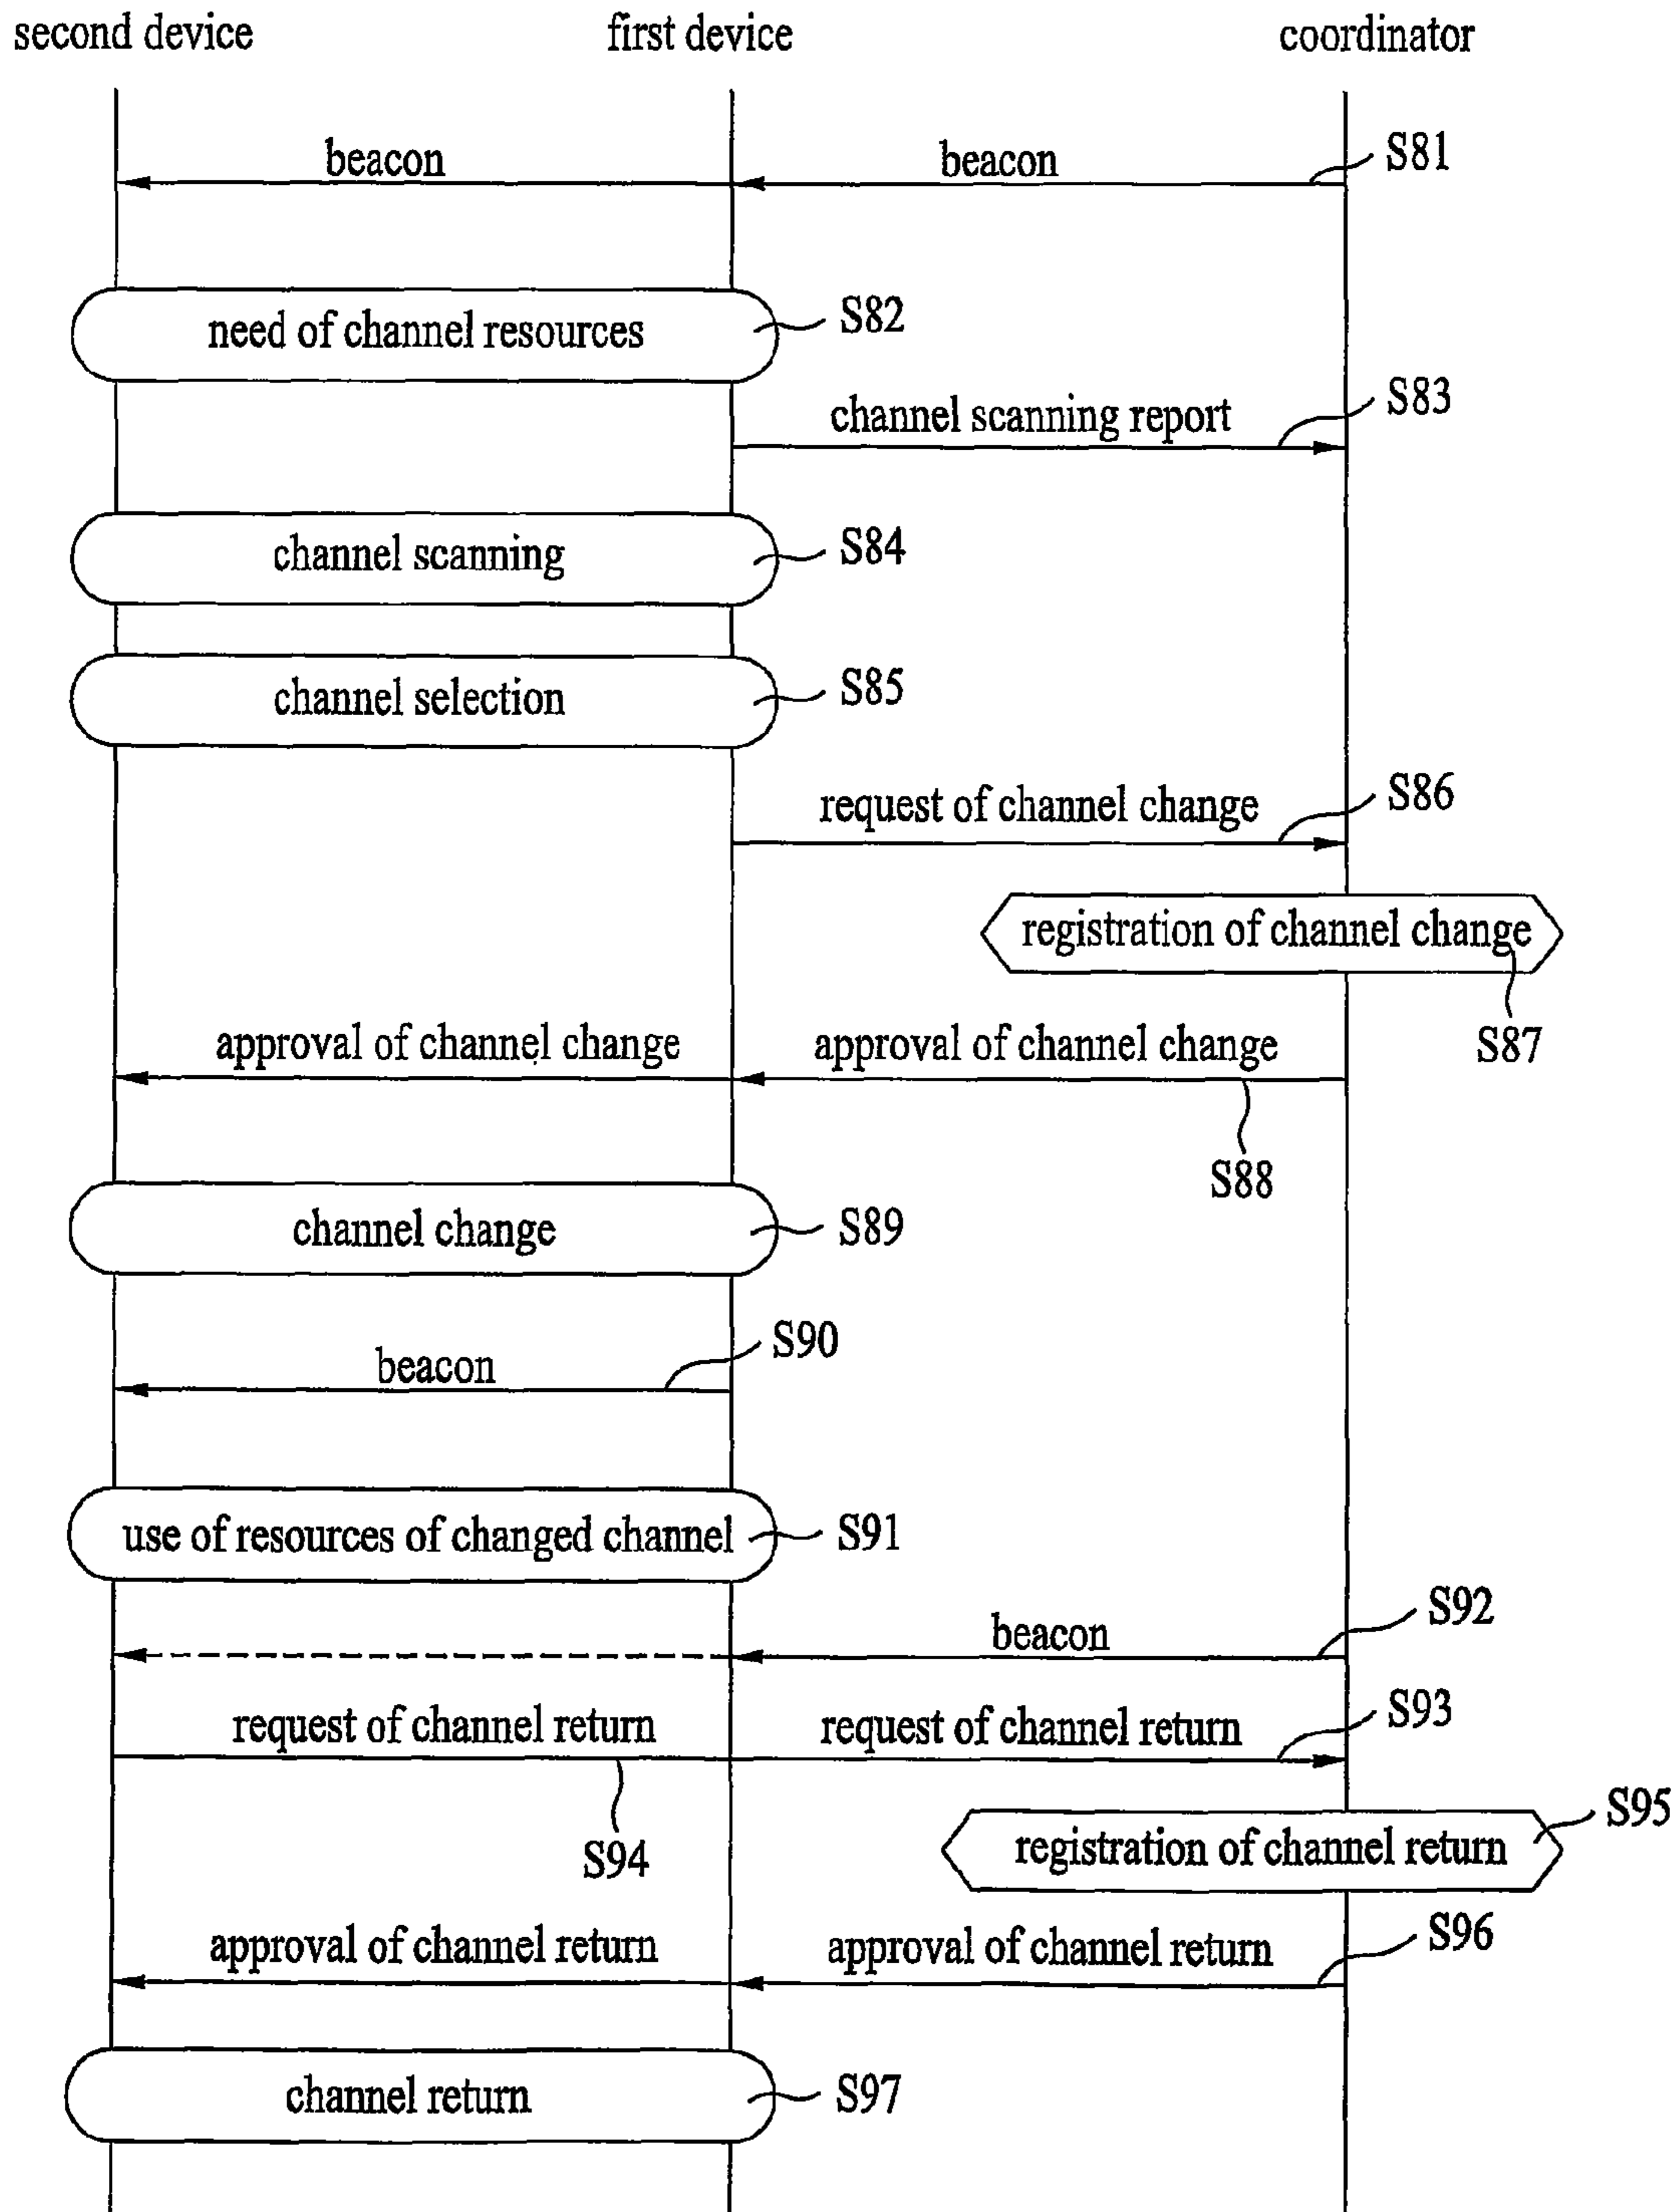 second device
first device
coordinator
beacon
beacon
S81
need of channel resources
S82
channel scanning report
S83
channel scanning
S84
channel selection
S85
request of channel change
S86
registration of channel change
S87
approval of channel change
approval of channel change
S88
channel change
S89
beacon
S90
use of resources of changed channel
S91
beacon
S92
request of channel return
request of channel return
S93
S94
registration of channel return
S95
approval of channel return
approval of channel return
S96
channel return
S97